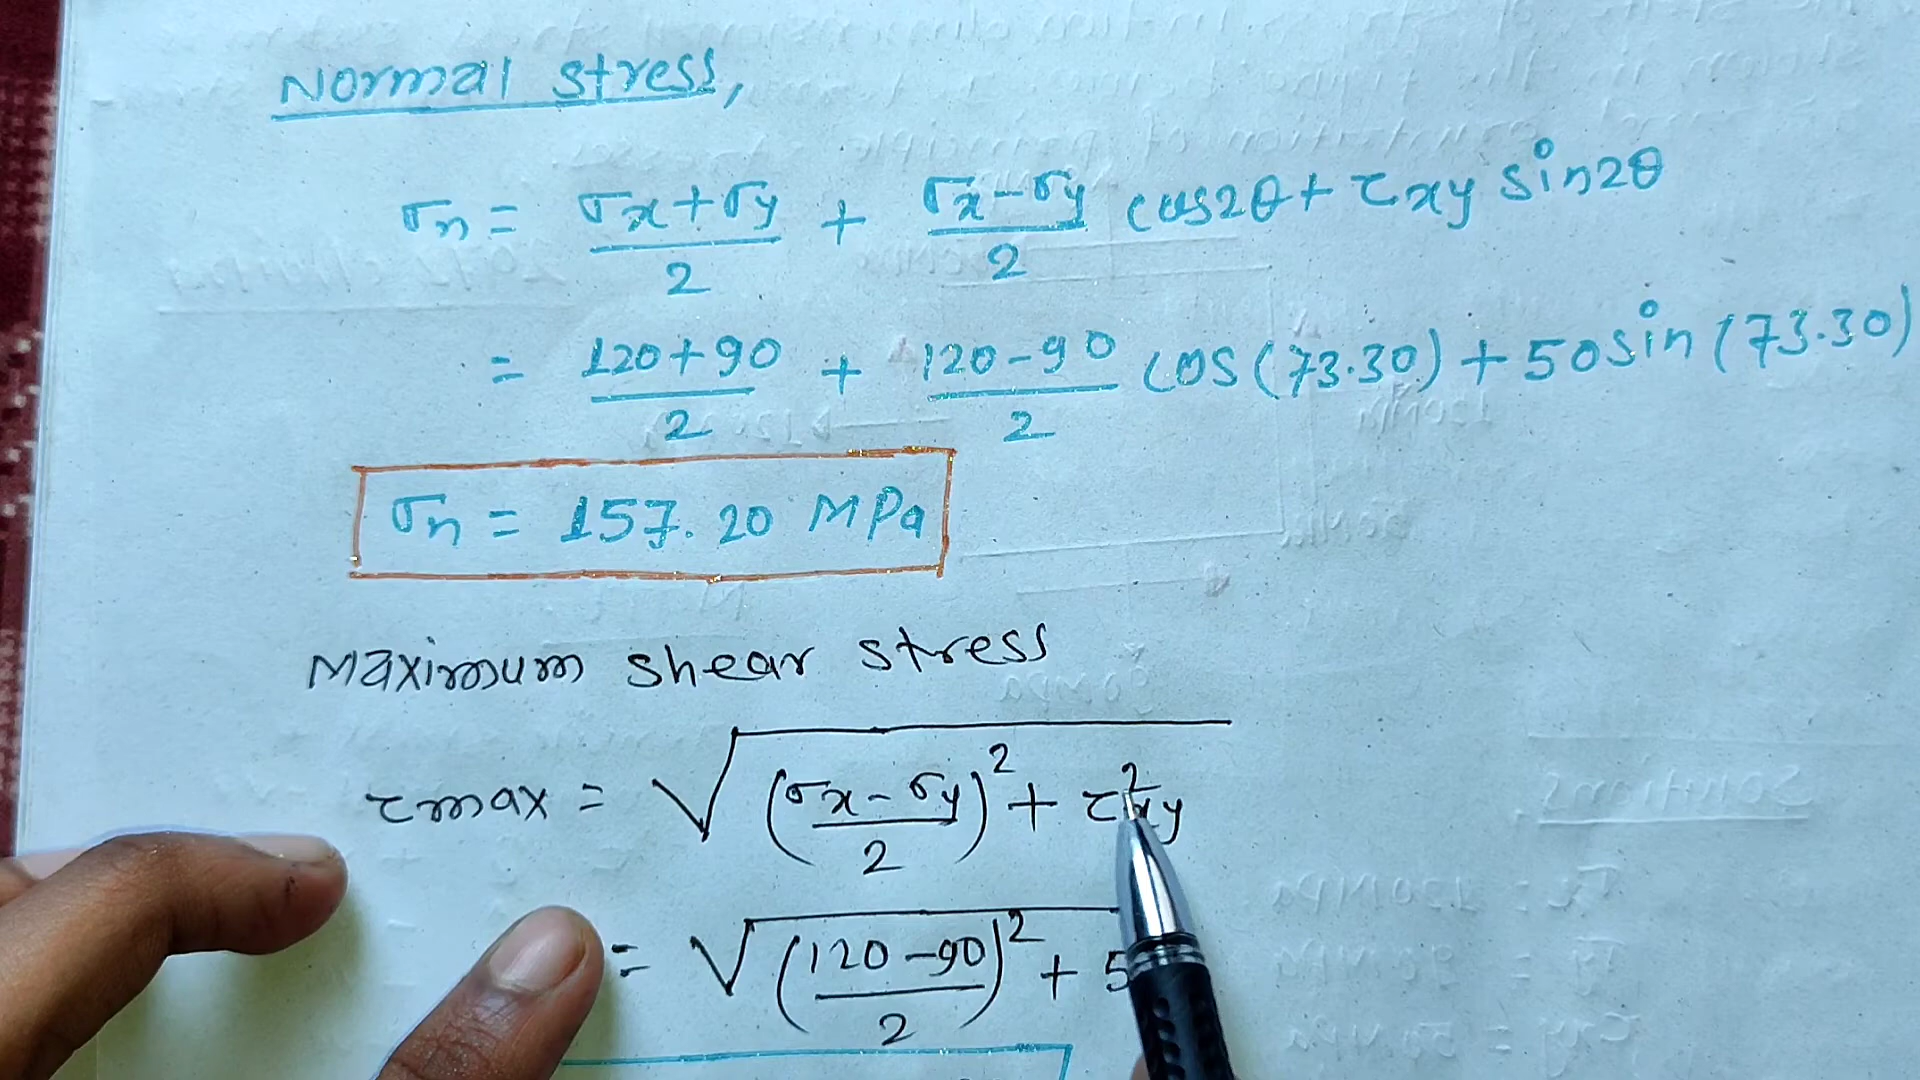 Normal stress,
σn = σx+σy/2 + σx-σy/2 cos2θ + τxy sin2θ
= 120+90/2 + 120-90/2 cos(73.30) + 50 sin(73.30)
σn = 157.20 MPa
Maximum shear stress
τmax = √((σx-σy/2)² + τ²xy)
= √((120-90/2)² + 5